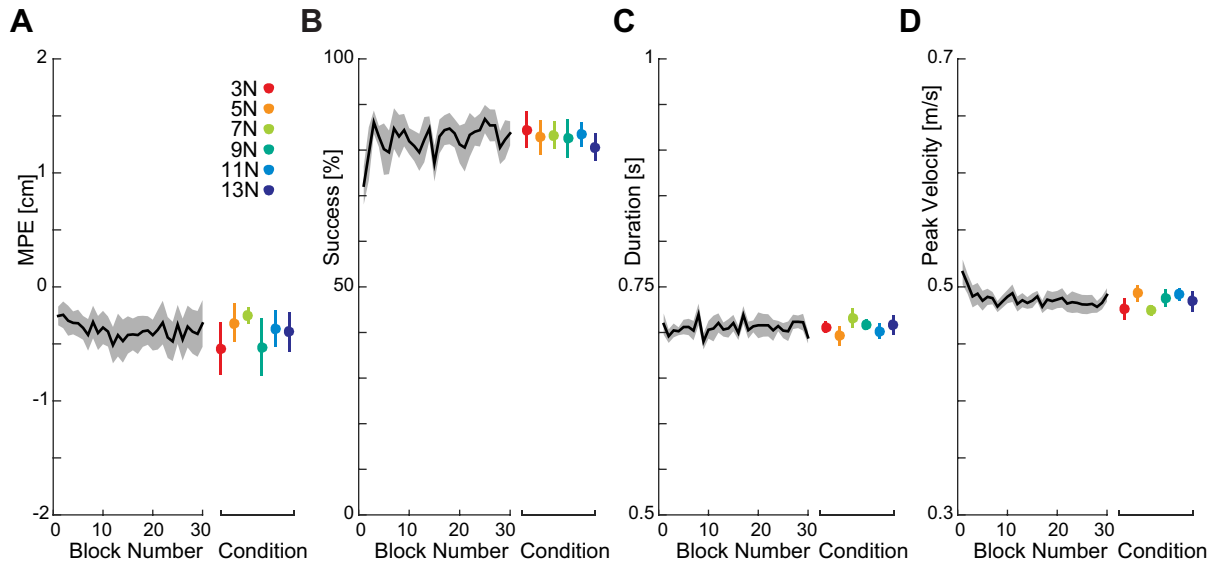 A
MPE [cm]
2
1
0
-1
-2
3N
5N
7N
9N
11N
13N
0 10 20 30
Block Number Condition
B
Success [%]
100
50
0
0 10 20 30
Block Number Condition
C
Duration [s]
1
0.75
0.5
0 10 20 30
Block Number Condition
D
Peak Velocity [m/s]
0.7
0.5
0.3
0 10 20 30
Block Number Condition